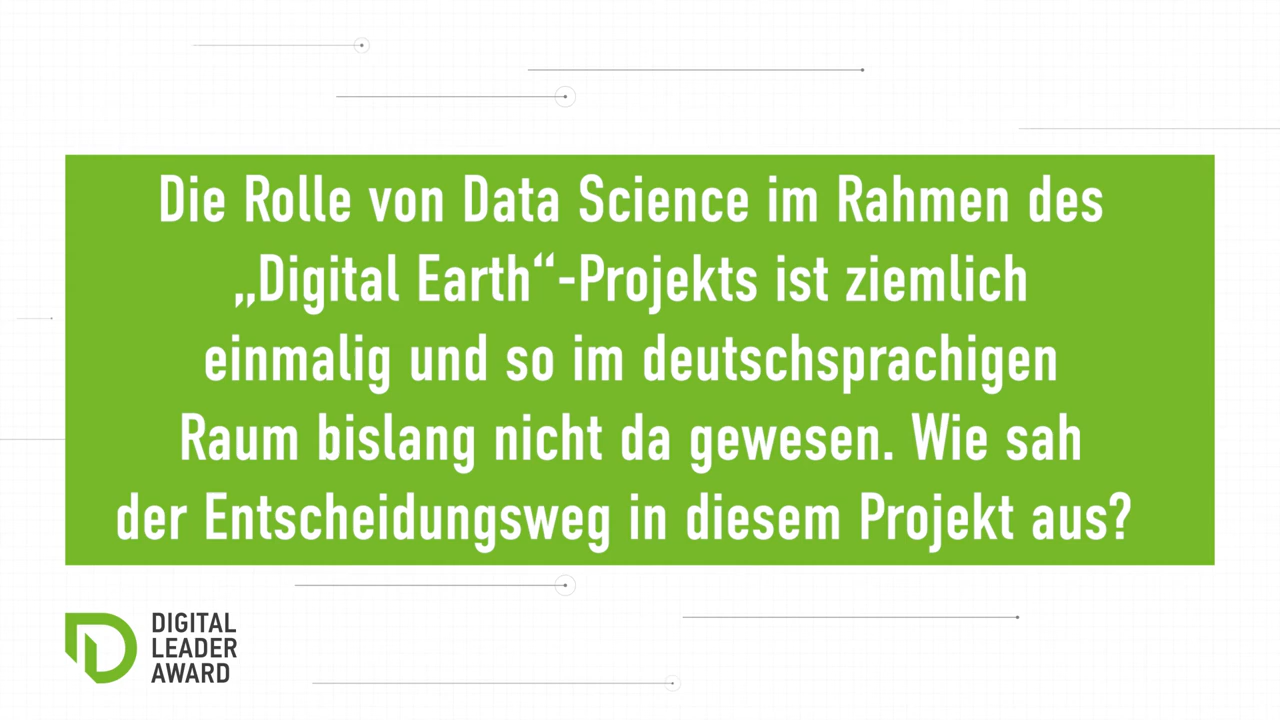 Die Rolle von Data Science im Rahmen des
„Digital Earth“-Projekts ist ziemlich
einmalig und so im deutschsprachigen
Raum bislang nicht da gewesen. Wie sah
der Entscheidungsweg in diesem Projekt aus?
DIGITAL
LEADER
AWARD